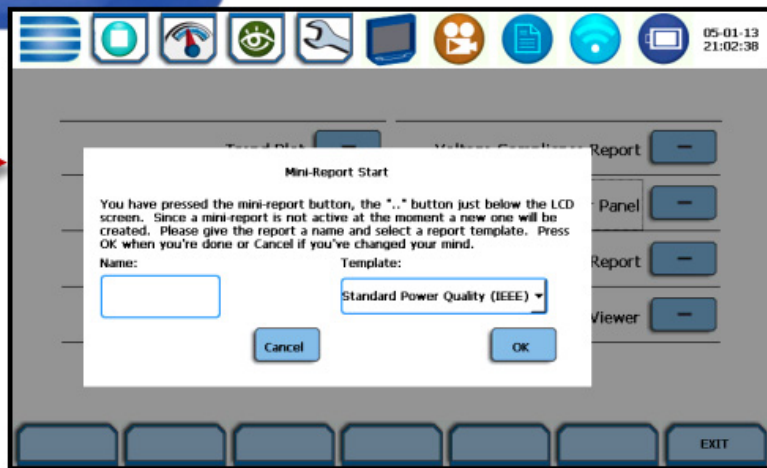 05-01-13
21:02:38
Trend Plot
Voltage Compliance Report
Mini-Report Start
You have pressed the mini-report button, the ".." button just below the LCD
screen. Since a mini-report is not active at the moment a new one will be
created. Please give the report a name and select a report template. Press
OK when you're done or Cancel if you've changed your mind.
Panel
Name:
Template:
Report
Standard Power Quality (IEEE)
Viewer
Cancel
OK
EXIT